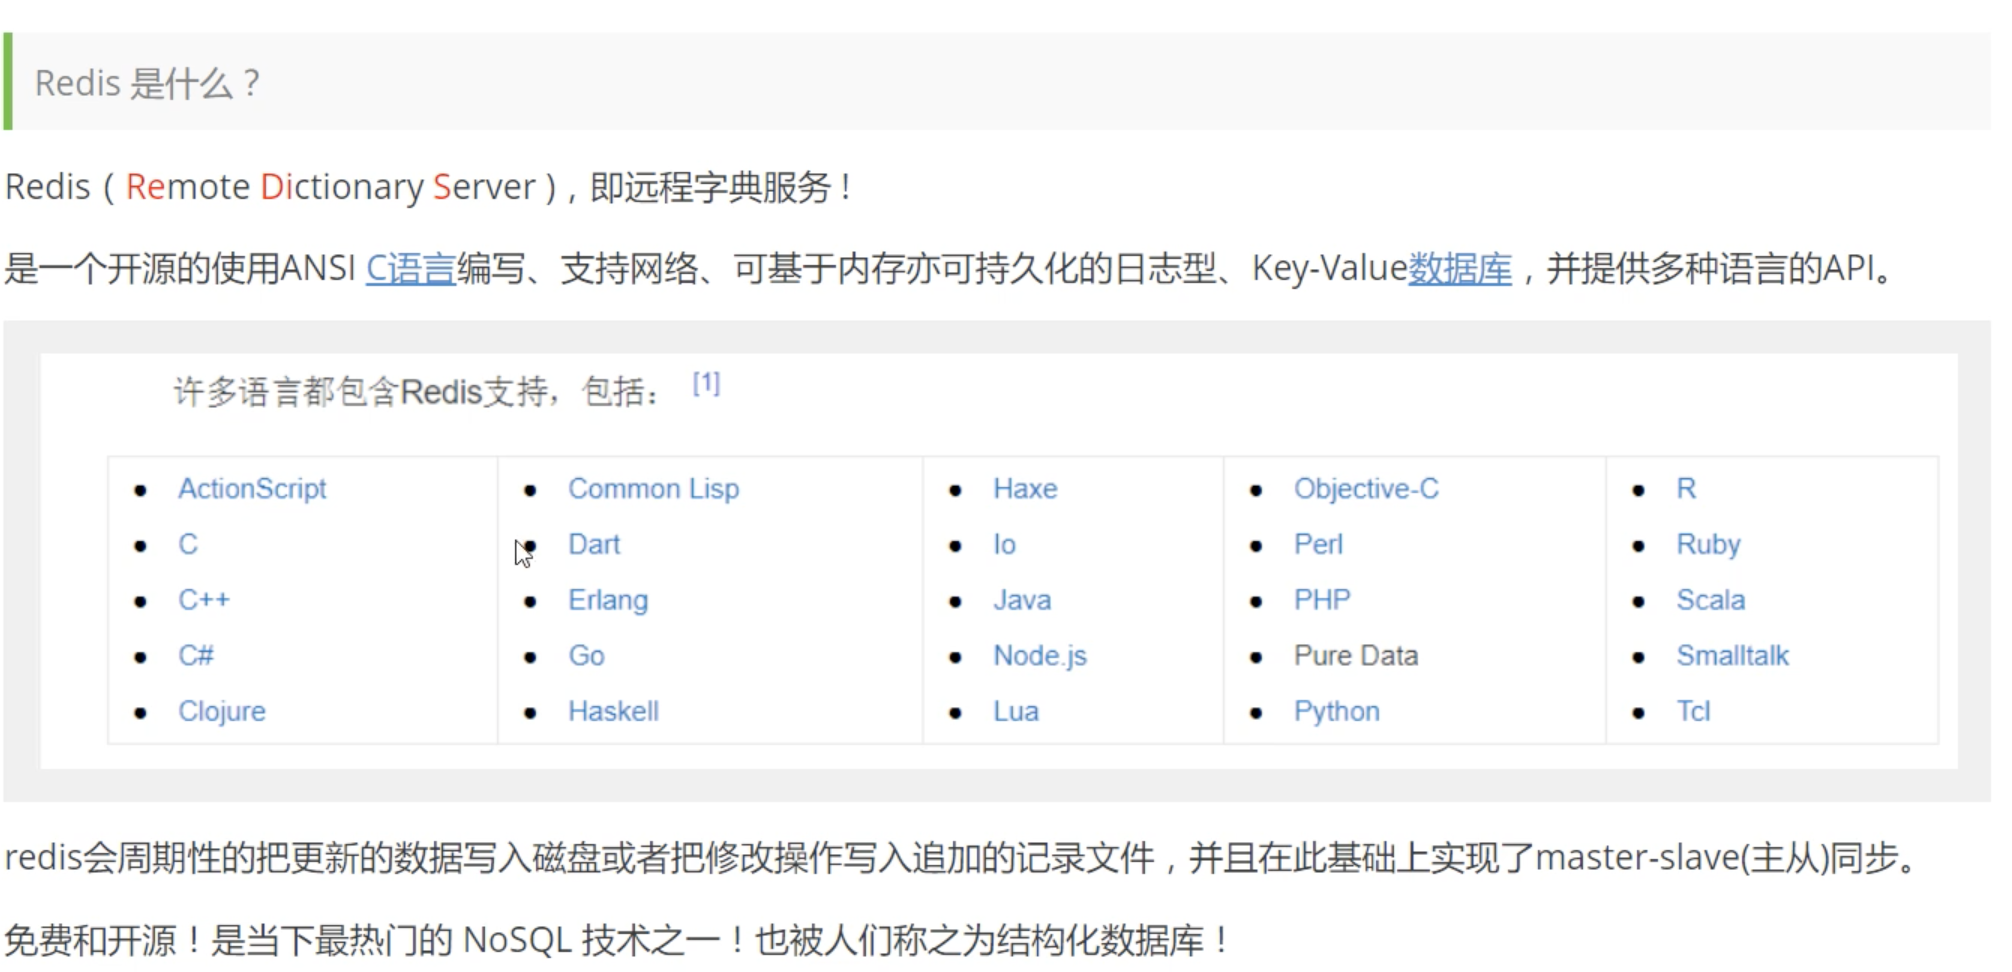 Redis 是什么？
Redis ( Remote Dictionary Server )，即远程字典服务！
是一个开源的使用ANSI C语言编写、支持网络、可基于内存亦可持久化的日志型、Key-Value数据库，并提供多种语言的API。
许多语言都包含Redis支持，包括： [1]
ActionScript
C
C++
C#
Clojure
Common Lisp
Dart
Erlang
Go
Haskell
Haxe
Io
Java
Node.js
Lua
Objective-C
Perl
PHP
Pure Data
Python
R
Ruby
Scala
Smalltalk
Tcl
redis会周期性的把更新的数据写入磁盘或者把修改操作写入追加的记录文件，并且在此基础上实现了master-slave(主从)同步。
免费和开源！是当下最热门的 NoSQL 技术之一！也被人们称之为结构化数据库！